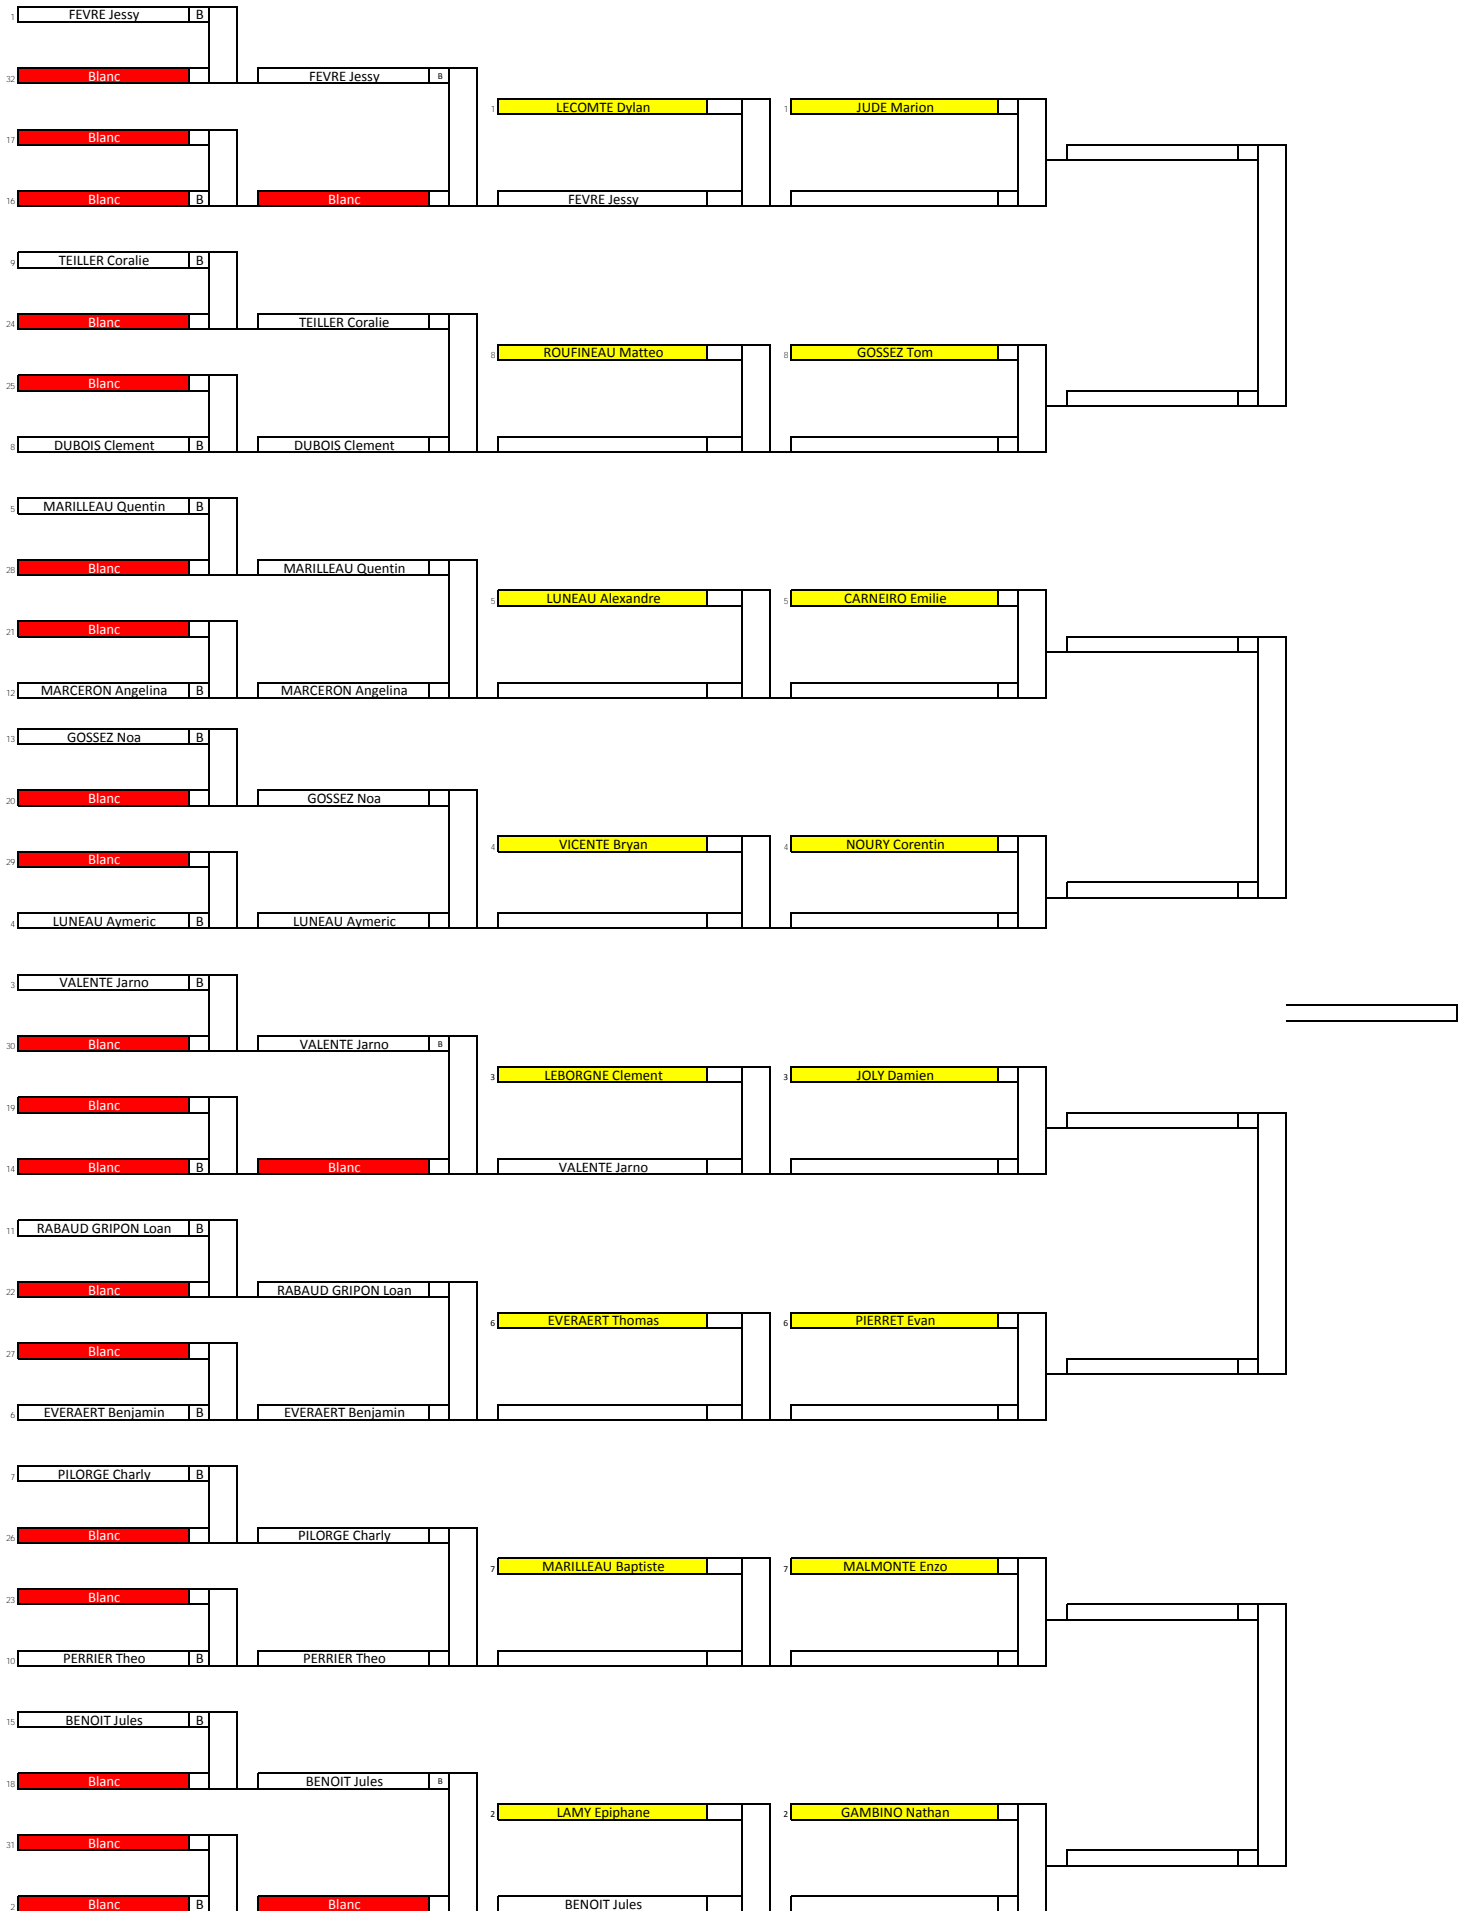 1 FEVRE Jessy B
32 Blanc FEVRE Jessy B
1 LECOMTE Dylan 1 JUDE Marion
17 Blanc
16 Blanc B Blanc FEVRE Jessy
9 TEILLER Coralie B
24 Blanc TEILLER Coralie
8 ROUFINEAU Matteo 8 GOSSEZ Tom
25 Blanc
8 DUBOIS Clement B DUBOIS Clement
5 MARILLEAU Quentin B
28 Blanc MARILLEAU Quentin
5 LUNEAU Alexandre 5 CARNEIRO Emilie
21 Blanc
12 MARCERON Angelina B MARCERON Angelina
13 GOSSEZ Noa B
20 Blanc GOSSEZ Noa
4 VICENTE Bryan 4 NOURY Corentin
29 Blanc
4 LUNEAU Aymeric B LUNEAU Aymeric
3 VALENTE Jarno B
30 Blanc VALENTE Jarno B
3 LEBORGNE Clement 3 JOLY Damien
19 Blanc
14 Blanc B Blanc VALENTE Jarno
11 RABAUD GRIPON Loan B
22 Blanc RABAUD GRIPON Loan
6 EVERAERT Thomas 6 PIERRET Evan
27 Blanc
6 EVERAERT Benjamin B EVERAERT Benjamin
7 PILORGE Charly B
26 Blanc PILORGE Charly
7 MARILLEAU Baptiste 7 MALMONTE Enzo
23 Blanc
10 PERRIER Theo B PERRIER Theo
15 BENOIT Jules B
18 Blanc BENOIT Jules B
2 LAMY Epiphane 2 GAMBINO Nathan
31 Blanc
2 Blanc B Blanc BENOIT Jules